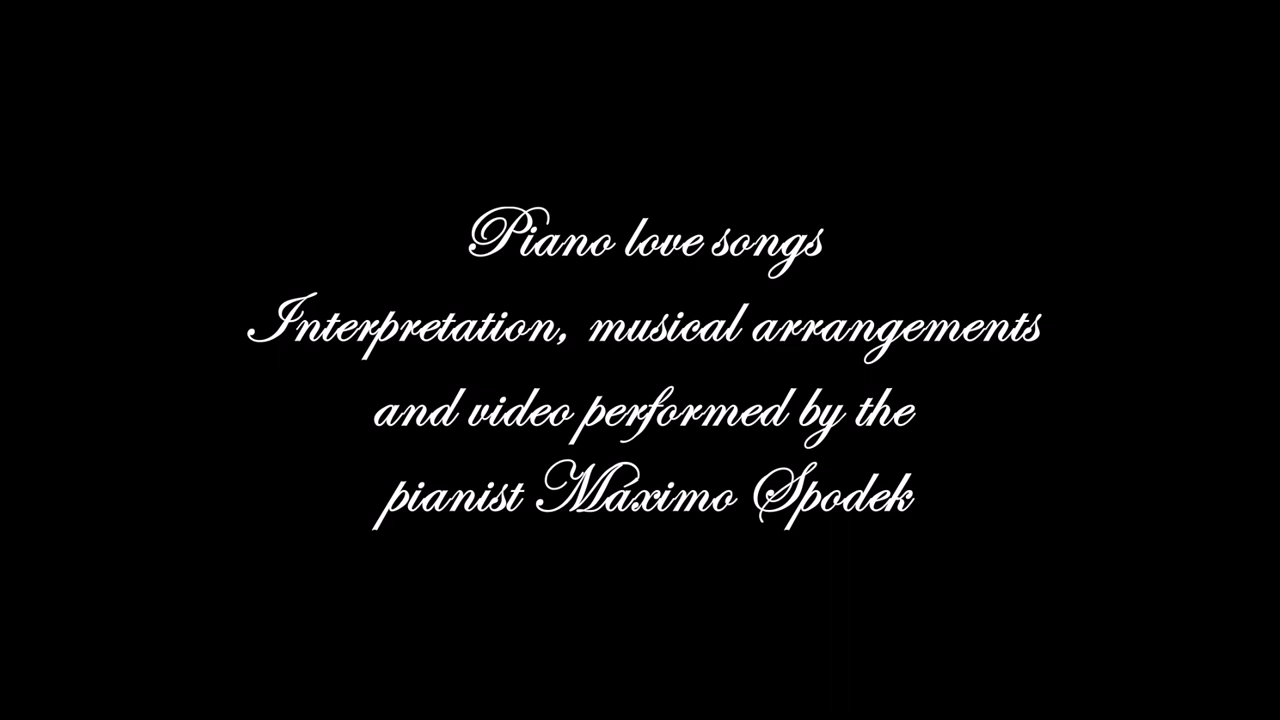 Piano love songs
Interpretation, musical arrangements
and video performed by the
pianist Máximo Spodek